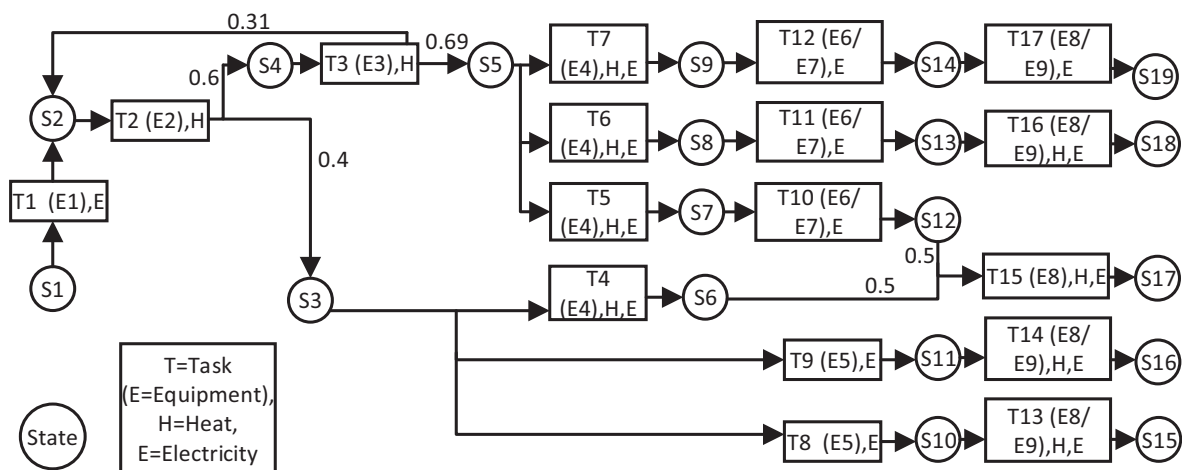 0.31
0.69
0.6
S4
T3 (E3),H
S5
T7
(E4),H,E
S9
T12 (E6/
E7),E
S14
T17 (E8/
E9),E
S19
S2
T2 (E2),H
0.4
T6
(E4),H,E
S8
T11 (E6/
E7),E
S13
T16 (E8/
E9),H,E
S18
T1  (E1),E
T5
(E4),H,E
S7
T10 (E6/
E7),E
S12
0.5
S1
S3
T4
(E4),H,E
S6
0.5
T15 (E8),H,E
S17
T9 (E5),E
S11
T14 (E8/
E9),H,E
S16
T8  (E5),E
S10
T13 (E8/
E9),H,E
S15
State
T=Task
(E=Equipment),
H=Heat,
E=Electricity